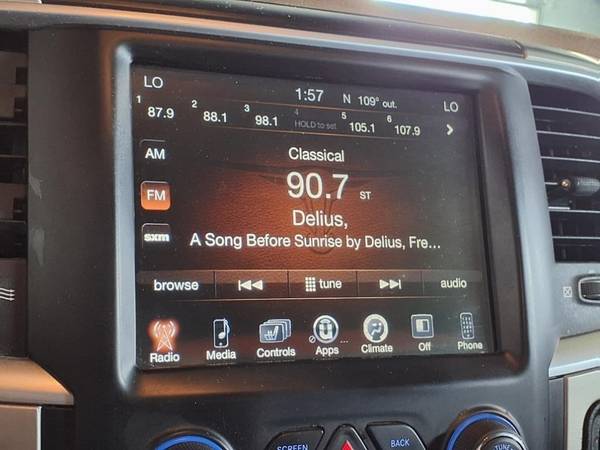 LO 1:57 N 109° out. LO
1 87.9 2 88.1 3 98.1 4 HOLD to set 5 105.1 6 107.9
AM Classical
FM 90.7 ST
Delius,
sxm A Song Before Sunrise by Delius, Fre...
browse tune audio
Radio Media Controls Apps Climate Off Phone
SCREEN BACK TUNE